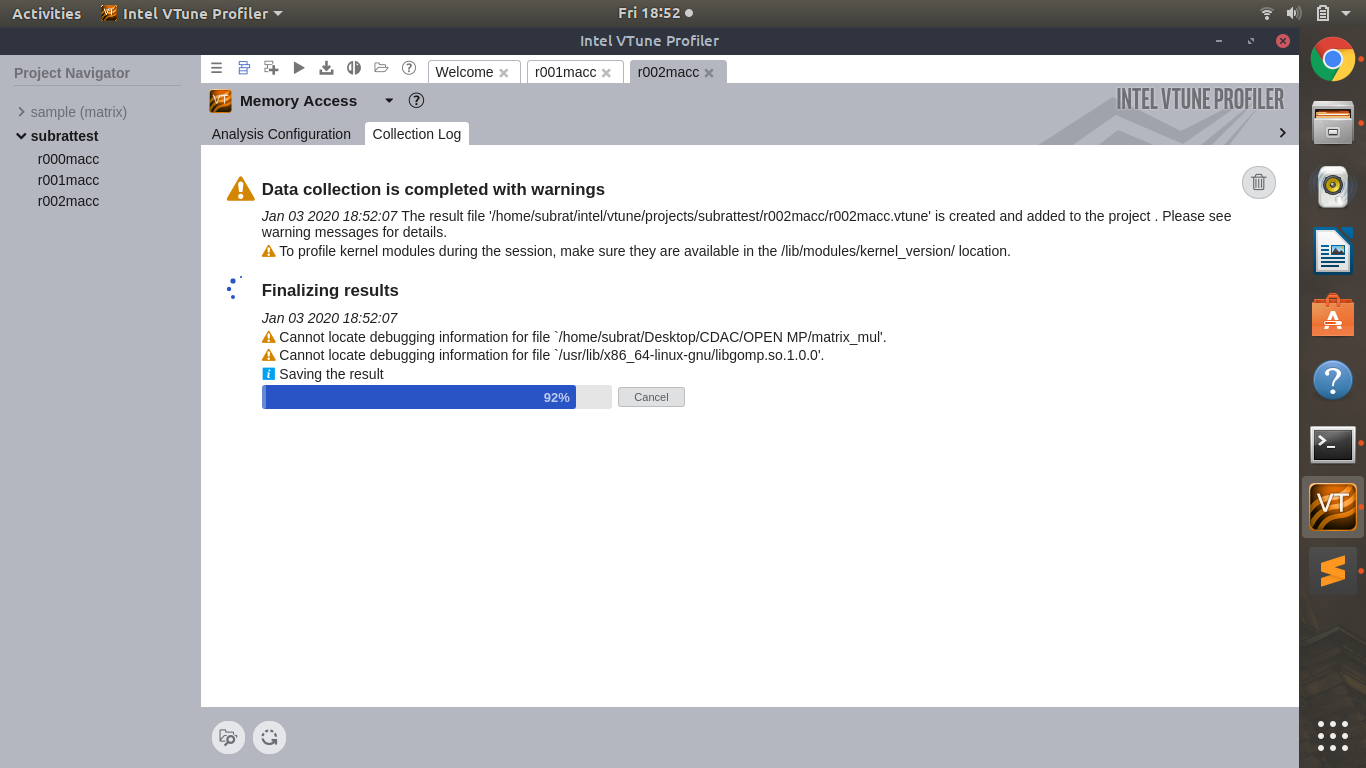 Activities
Intel VTune Profiler
Fri 18:52
Intel VTune Profiler
Project Navigator
sample (matrix)
subrattest
r000macc
r001macc
r002macc
Welcome
r001macc
r002macc
VT
Memory Access
INTEL VTUNE PROFILER
Analysis Configuration
Collection Log
Data collection is completed with warnings
Jan 03 2020 18:52:07 The result file '/home/subrat/intel/vtune/projects/subrattest/r002macc/r002macc.vtune' is created and added to the project . Please see
warning messages for details.
To profile kernel modules during the session, make sure they are available in the /lib/modules/kernel_version/ location.
Finalizing results
Jan 03 2020 18:52:07
Cannot locate debugging information for file `/home/subrat/Desktop/CDAC/OPEN MP/matrix_mul'.
Cannot locate debugging information for file `/usr/lib/x86_64-linux-gnu/libgomp.so.1.0.0'.
Saving the result
92%
Cancel
VT